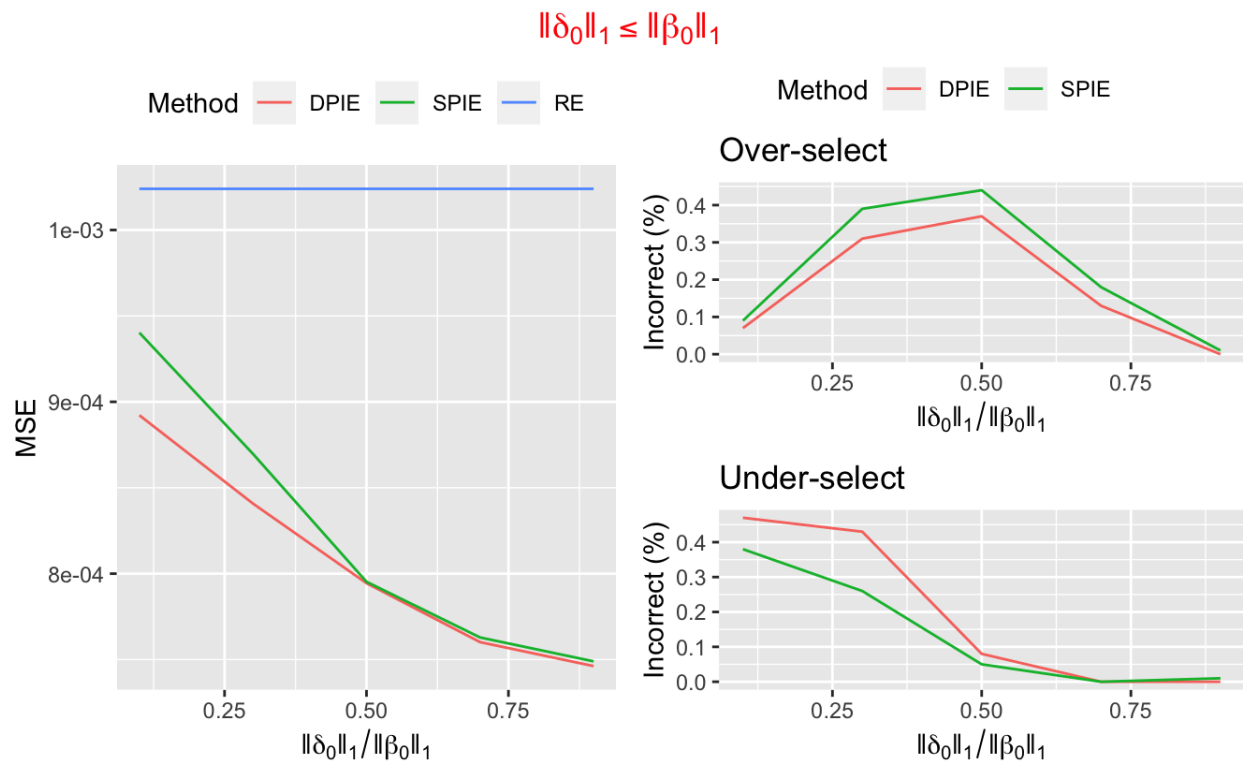 ||δ₀||₁ ≤ ||β₀||₁
Method DPIE SPIE RE
1e-03
9e-04
8e-04
MSE
0.25 0.50 0.75
||δ₀||₁/||β₀||₁
Method DPIE SPIE
Over-select
0.4
0.3
0.2
0.1
0.0
Incorrect (%)
0.25 0.50 0.75
||δ₀||₁/||β₀||₁
Under-select
0.4
0.3
0.2
0.1
0.0
Incorrect (%)
0.25 0.50 0.75
||δ₀||₁/||β₀||₁